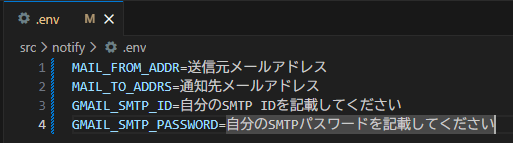 .env M ×
src > notify > .env
1 MAIL_FROM_ADDR=送信元メールアドレス
2 MAIL_TO_ADDRS=通知先メールアドレス
3 GMAIL_SMTP_ID=自分のSMTP IDを記載してください
4 GMAIL_SMTP_PASSWORD=自分のSMTPパスワードを記載してください